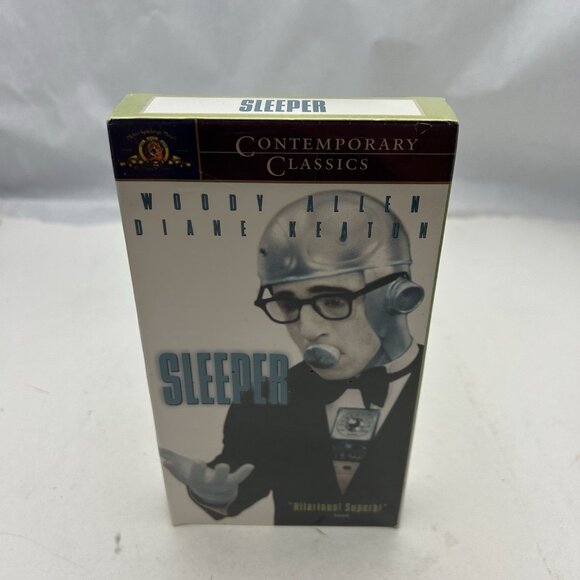 SLEEPER
CONTEMPORARY
CLASSICS
WOODY ALLEN
DIANE KEATON
SLEEPER
"Hilarious! Superb!"